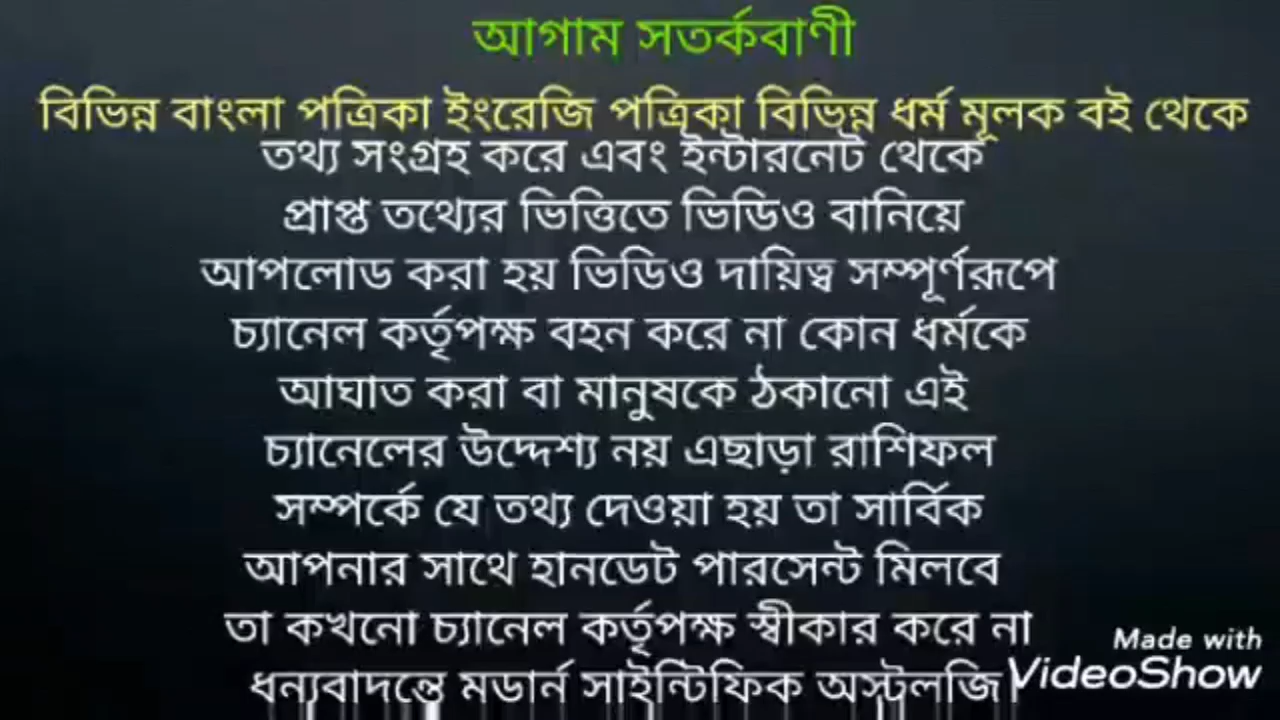 আগাম সতর্কবাণী
বিভিন্ন বাংলা পত্রিকা ইংরেজি পত্রিকা বিভিন্ন ধর্ম মূলক বই থেকে
তথ্য সংগ্রহ করে এবং ইন্টারনেট থেকে
প্রাপ্ত তথ্যের ভিত্তিতে ভিডিও বানিয়ে
আপলোড করা হয় ভিডিও দায়িত্ব সম্পূর্ণরূপে
চ্যানেল কর্তৃপক্ষ বহন করে না কোন ধর্মকে
আঘাত করা বা মানুষকে ঠকানো এই
চ্যানেলের উদ্দেশ্য নয় এছাড়া রাশিফল
সম্পর্কে যে তথ্য দেওয়া হয় তা সার্বিক
আপনার সাথে হানডেট পারসেন্ট মিলবে
তা কখনো চ্যানেল কর্তৃপক্ষ স্বীকার করে না
ধন্যবাদন্তে মডার্ন সাইন্টিফিক অস্ট্রলজি।
Made with
VideoShow